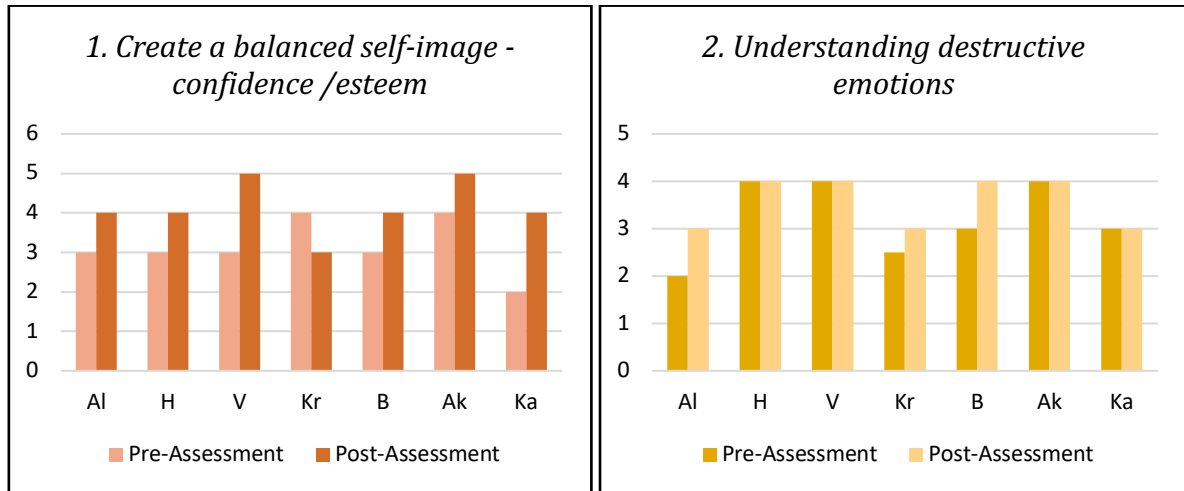 1. Create a balanced self-image -
confidence /esteem
6
5
4
3
2
1
0
Al H V Kr B Ak Ka
Pre-Assessment Post-Assessment
2. Understanding destructive
emotions
5
4
3
2
1
0
Al H V Kr B Ak Ka
Pre-Assessment Post-Assessment